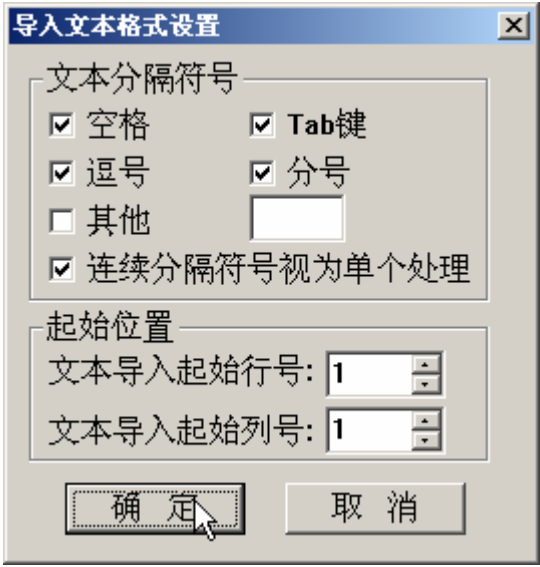 导入文本格式设置
文本分隔符号
空格 Tab键
逗号 分号
其他
连续分隔符号视为单个处理
起始位置
文本导入起始行号: 1
文本导入起始列号: 1
确 定 取 消